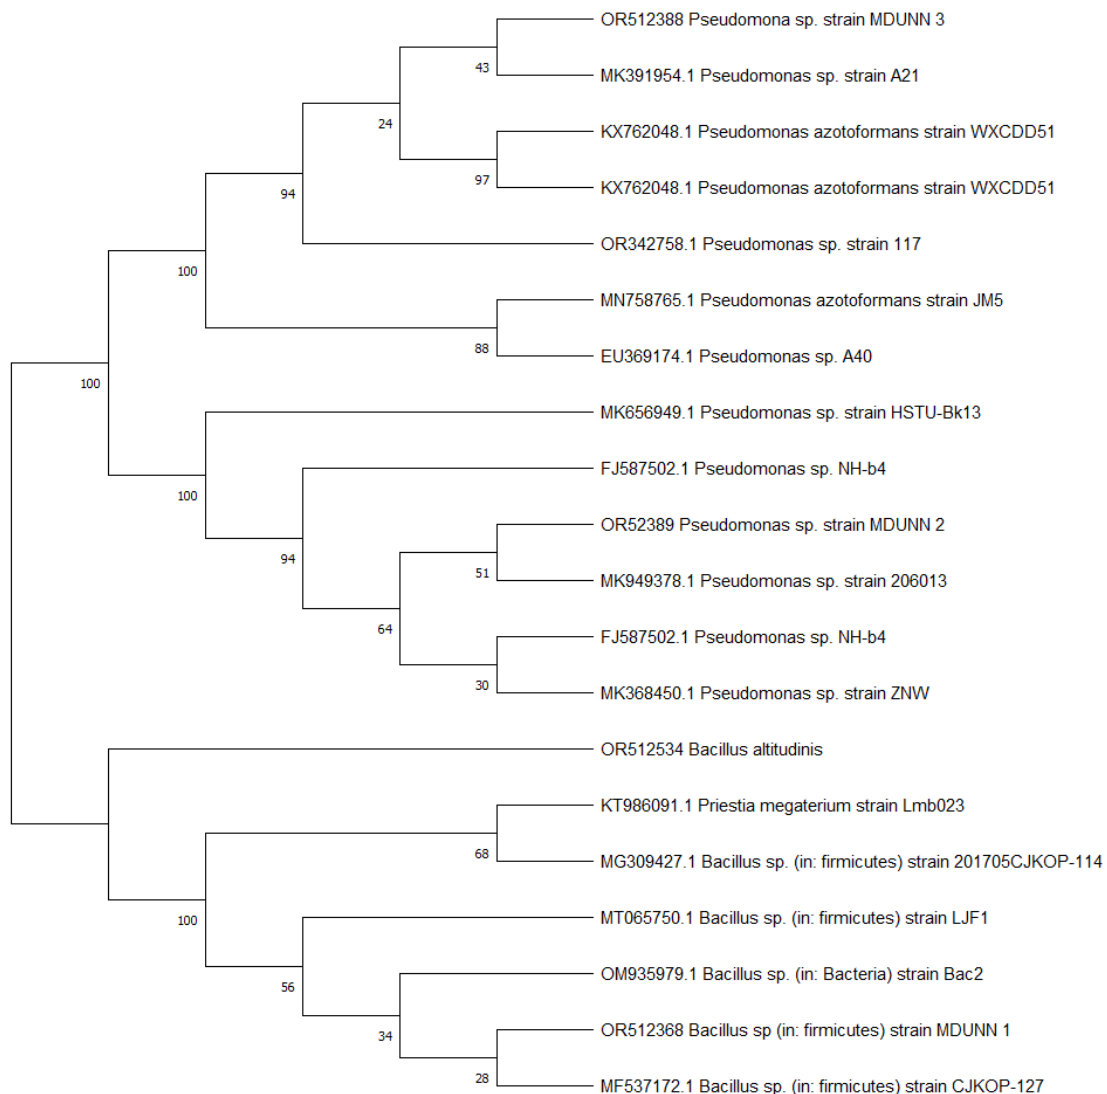 OR512388 Pseudomona sp. strain MDUNN 3
43
MK391954.1 Pseudomonas sp. strain A21
24
KX762048.1 Pseudomonas azotoformans strain WXCDD51
97
KX762048.1 Pseudomonas azotoformans strain WXCDD51
94
OR342758.1 Pseudomonas sp. strain 117
100
MN758765.1 Pseudomonas azotoformans strain JM5
88
EU369174.1 Pseudomonas sp. A40
100
MK656949.1 Pseudomonas sp. strain HSTU-Bk13
FJ587502.1 Pseudomonas sp. NH-b4
100
OR52389 Pseudomonas sp. strain MDUNN 2
94
51
MK949378.1 Pseudomonas sp. strain 206013
64
FJ587502.1 Pseudomonas sp. NH-b4
30
MK368450.1 Pseudomonas sp. strain ZNW
OR512534 Bacillus altitudinis
KT986091.1 Priestia megaterium strain Lmb023
68
MG309427.1 Bacillus sp. (in: firmicutes) strain 201705CJKOP-114
100
MT065750.1 Bacillus sp. (in: firmicutes) strain LJF1
56
OM935979.1 Bacillus sp. (in: Bacteria) strain Bac2
34
OR512368 Bacillus sp (in: firmicutes) strain MDUNN 1
28
MF537172.1 Bacillus sp. (in: firmicutes) strain CJKOP-127